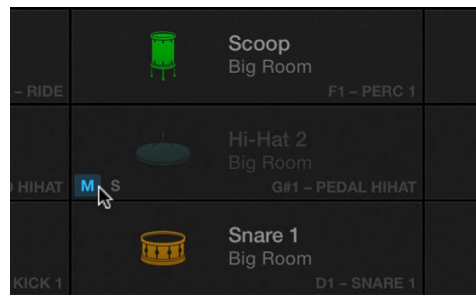 Scoop
Big Room
– RIDE
F1 – PERC 1
Hi-Hat 2
Big Room
HIHAT
M S
G#1 – PEDAL HIHAT
Snare 1
Big Room
KICK 1
D1 – SNARE 1